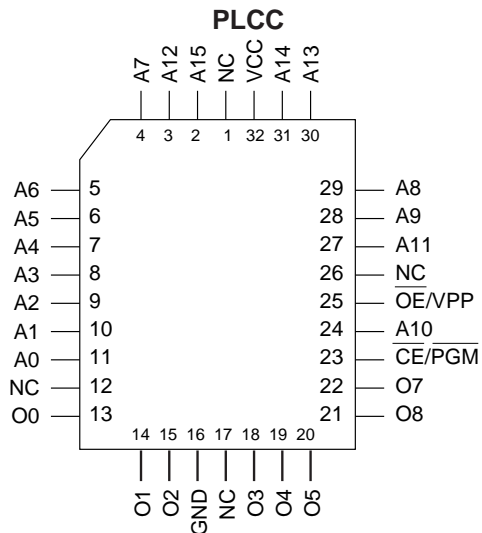 PLCC
A7 A12 A15 NC VCC A14 A13
4 3 2 1 32 31 30
A6 5 29 A8
A5 6 28 A9
A4 7 27 A11
A3 8 26 NC
A2 9 25 OE/VPP
A1 10 24 A10
A0 11 23 CE/PGM
NC 12 22 O7
O0 13 21 O8
14 15 16 17 18 19 20
O1 O2 GND NC O3 O4 O5